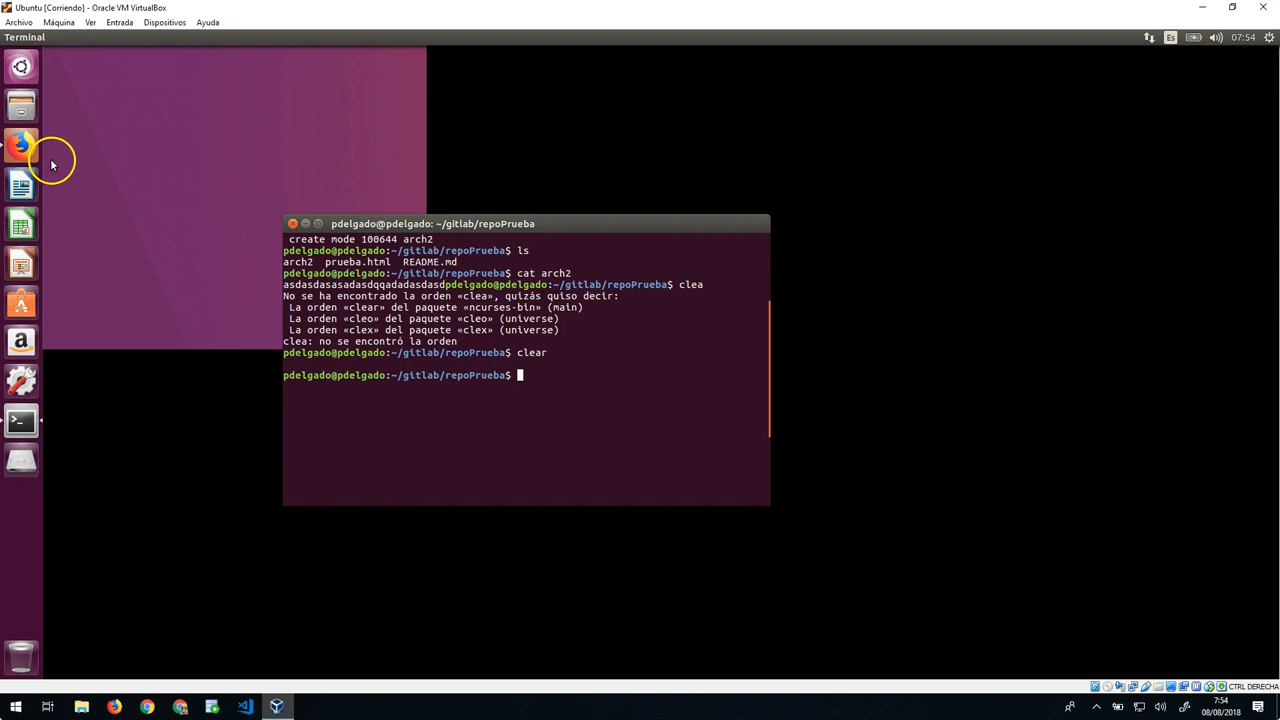 Ubuntu [Corriendo] - Oracle VM VirtualBox
Archivo Máquina Ver Entrada Dispositivos Ayuda
Terminal
Es
07:54
pdelgado@pdelgado: ~/gitlab/repoPrueba
create mode 100644 arch2
pdelgado@pdelgado:~/gitlab/repoPrueba$ ls
arch2 prueba.html README.md
pdelgado@pdelgado:~/gitlab/repoPrueba$ cat arch2
asdasdasasadasdqqadadasdasdpdelgado@pdelgado:~/gitlab/repoPrueba$ clea
No se ha encontrado la orden «clea», quizás quiso decir:
La orden «clear» del paquete «ncurses-bin» (main)
La orden «cleo» del paquete «cleo» (universe)
La orden «clex» del paquete «clex» (universe)
clea: no se encontró la orden
pdelgado@pdelgado:~/gitlab/repoPrueba$ clear
pdelgado@pdelgado:~/gitlab/repoPrueba$
CTRL DERECHA
7:54
08/08/2018